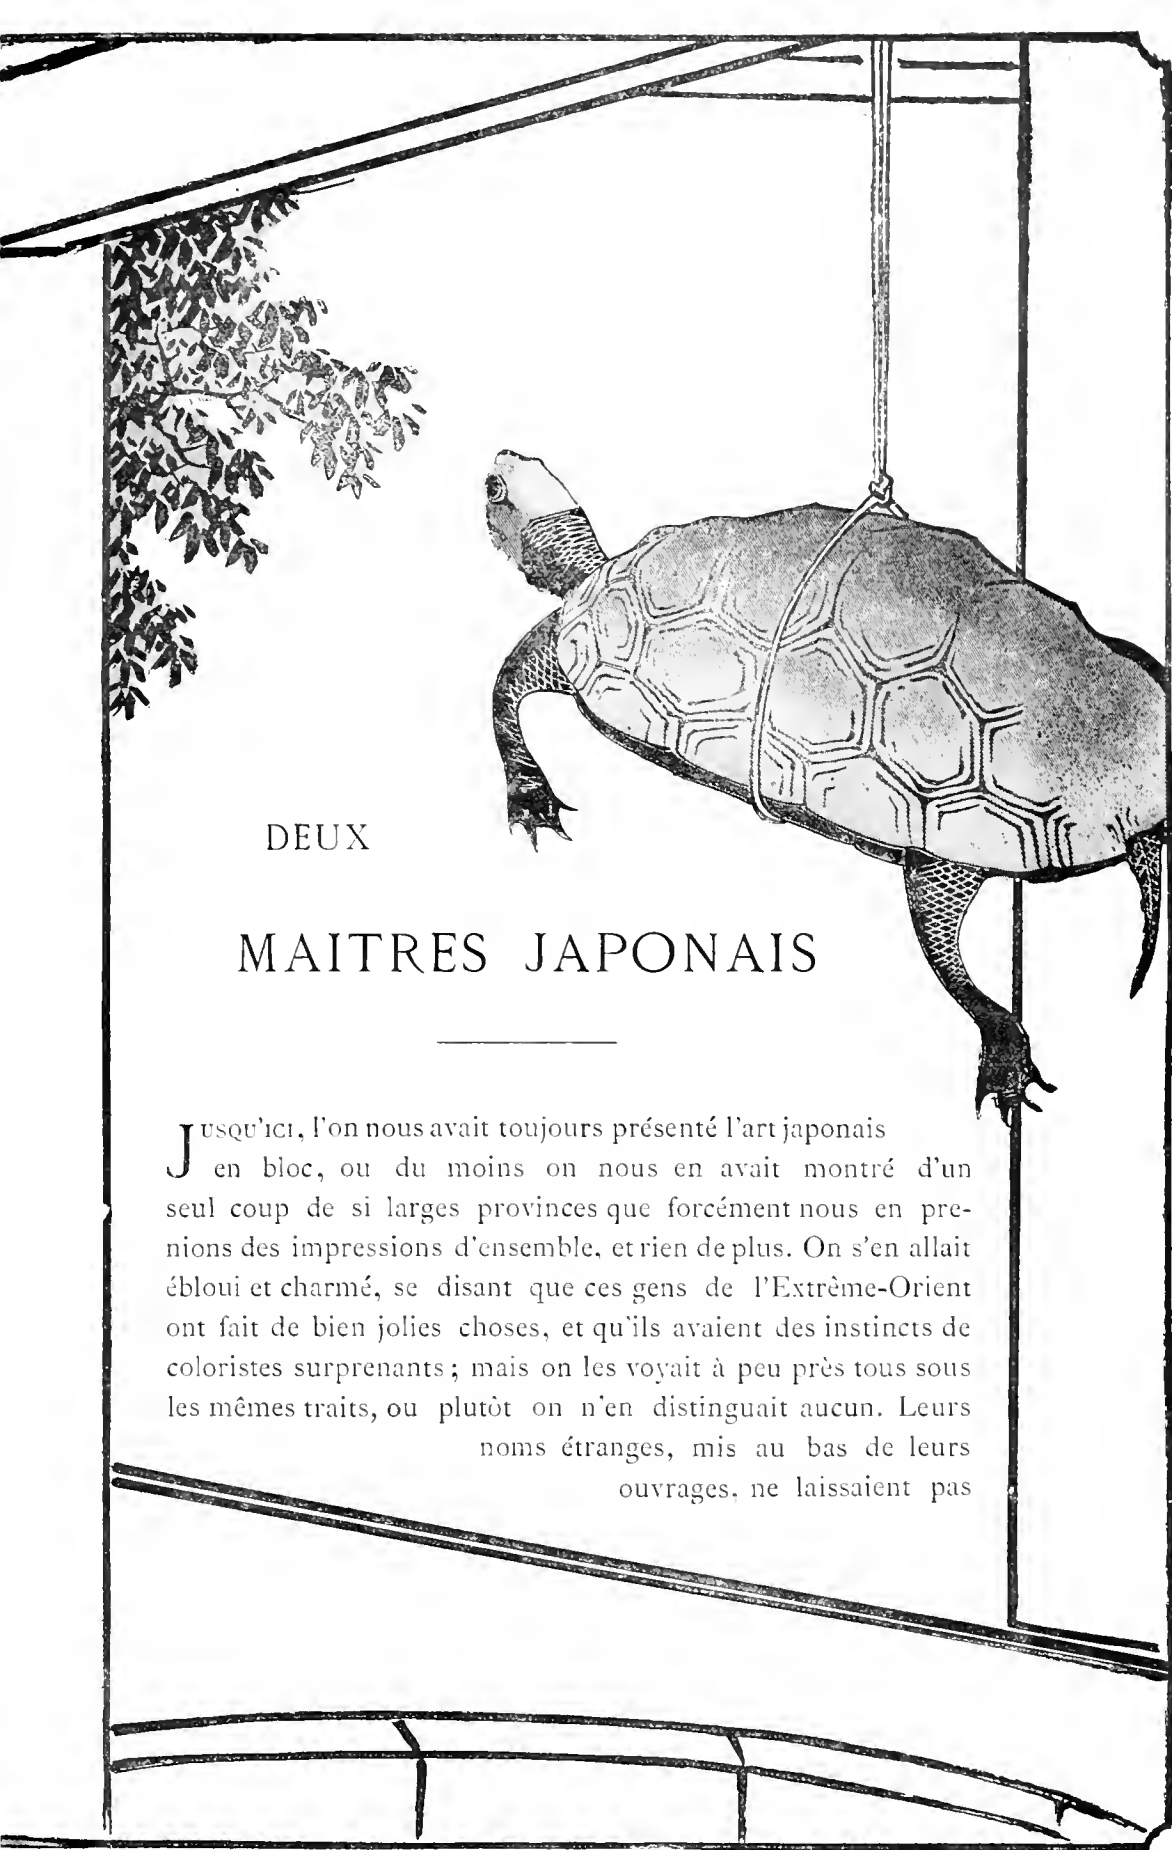 DEUX
MAITRES JAPONAIS
JUSQU'ICI, l'on nous avait toujours présenté l'art japonais
en bloc, ou du moins on nous en avait montré d'un
seul coup de si larges provinces que forcément nous en pre-
nions des impressions d'ensemble, et rien de plus. On s'en allait
ébloui et charmé, se disant que ces gens de l'Extrême-Orient
ont fait de bien jolies choses, et qu'ils avaient des instincts de
coloristes surprenants; mais on les voyait à peu près tous sous
les mêmes traits, ou plutôt on n'en distinguait aucun. Leurs
noms étranges, mis au bas de leurs
ouvrages, ne laissaient pas